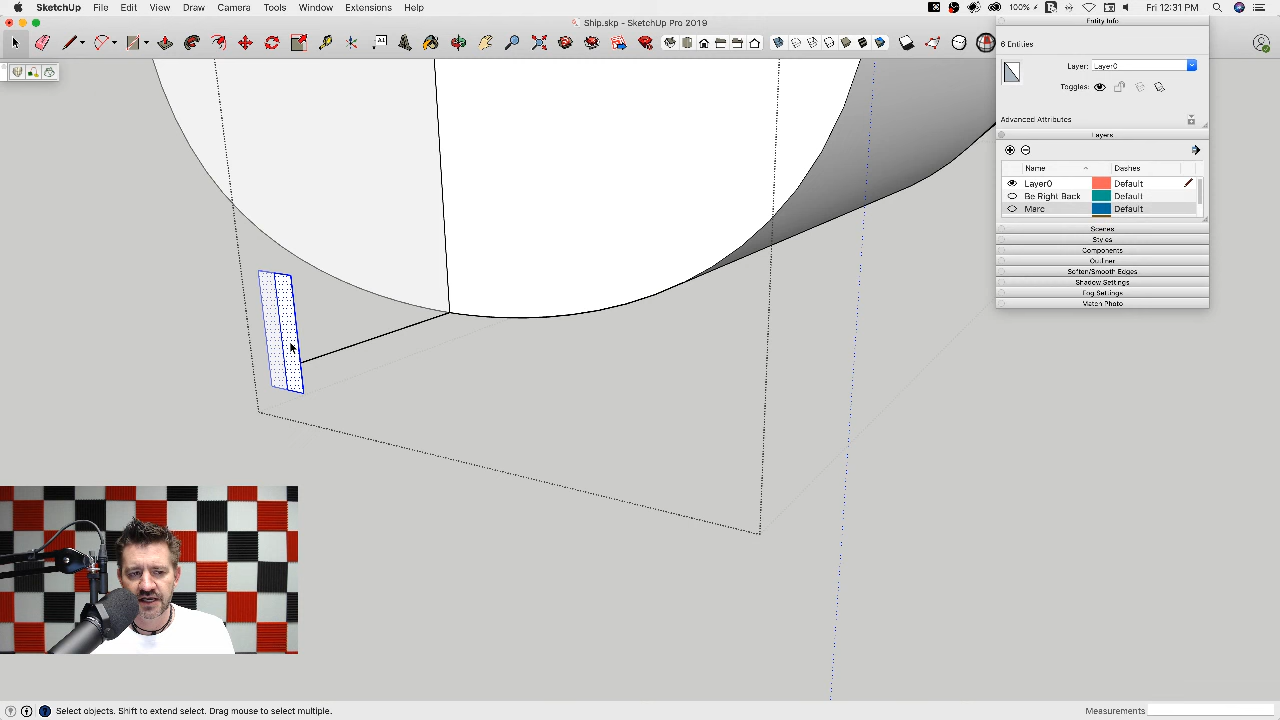 SketchUp File Edit View Draw Camera Tools Window Extensions Help 100% Fri 12:31 PM
Ship.skp - SketchUp Pro 2019
A1
Entity Info
6 Entities
Layer: Layer0
Toggles:
Advanced Attributes
Layers
Name Dashes
Layer0 Default
Be Right Back Default
Marc Default
Scenes
Styles
Components
Outliner
Soften/Smooth Edges
Shadow Settings
Fog Settings
Match Photo
Select objects. Shift to extend select. Drag mouse to select multiple. Measurements